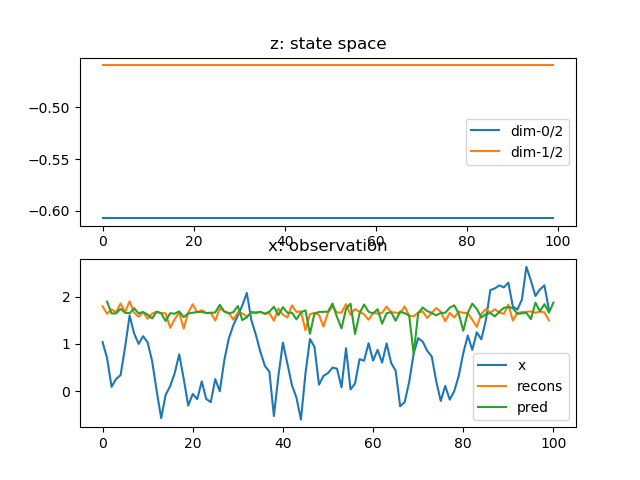 z: state space
−0.50
−0.55
−0.60
dim-0/2
dim-1/2
0 20 40 60 80 100
x: observation
2
1
0
x
recons
pred
0 20 40 60 80 100